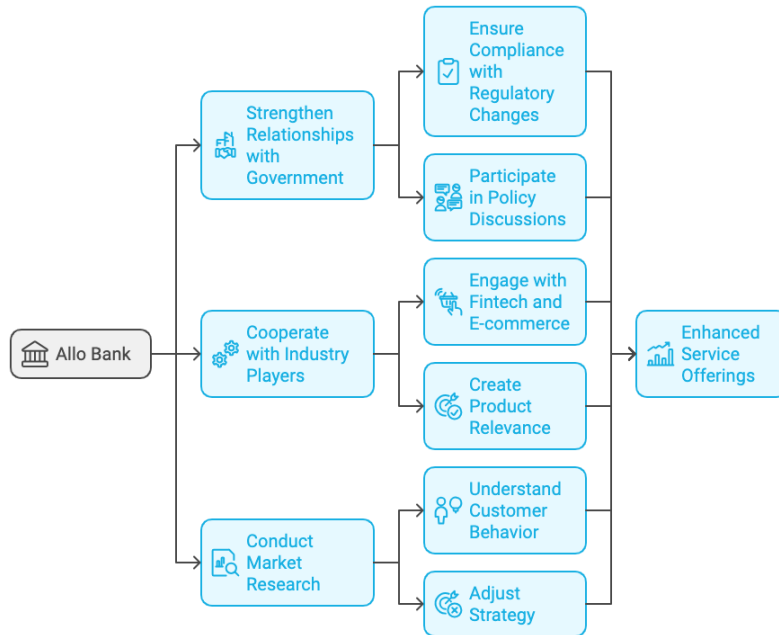 Allo Bank
Strengthen
Relationships
with
Government
Cooperate
with Industry
Players
Conduct
Market
Research
Ensure
Compliance
with
Regulatory
Changes
Participate
in Policy
Discussions
Engage with
Fintech and
E-commerce
Create
Product
Relevance
Understand
Customer
Behavior
Adjust
Strategy
Enhanced
Service
Offerings